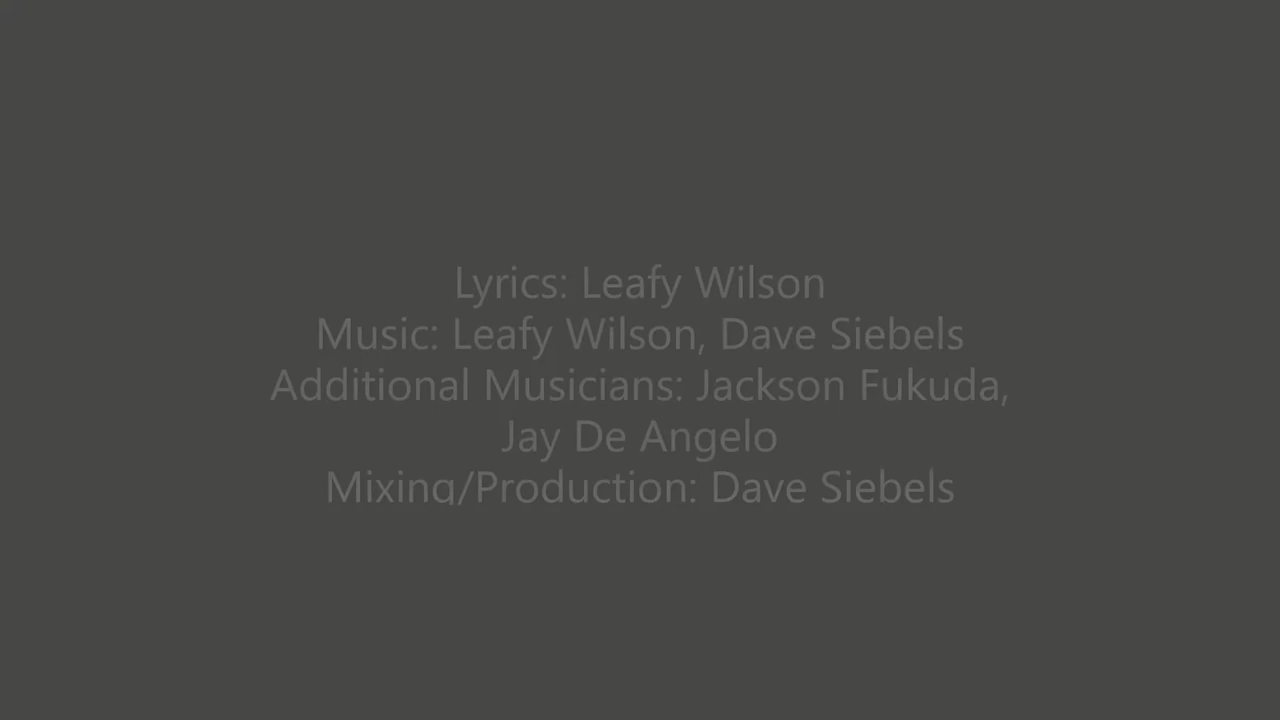 Lyrics: Leafy Wilson
Music: Leafy Wilson, Dave Siebels
Additional Musicians: Jackson Fukuda,
Jay De Angelo
Mixing/Production: Dave Siebels